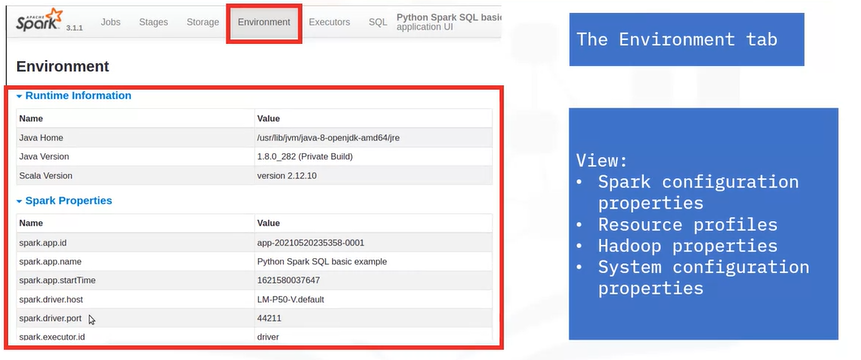 APACHE
Spark 3.1.1 Jobs Stages Storage Environment Executors SQL Python Spark SQL basic
application UI
Environment
Runtime Information
Name Value
Java Home /usr/lib/jvm/java-8-openjdk-amd64/jre
Java Version 1.8.0_282 (Private Build)
Scala Version version 2.12.10
Spark Properties
Name Value
spark.app.id app-20210520235358-0001
spark.app.name Python Spark SQL basic example
spark.app.startTime 1621580037647
spark.driver.host LM-P50-V.default
spark.driver.port 44211
spark.executor.id driver
The Environment tab
View:
• Spark configuration
properties
• Resource profiles
• Hadoop properties
• System configuration
properties